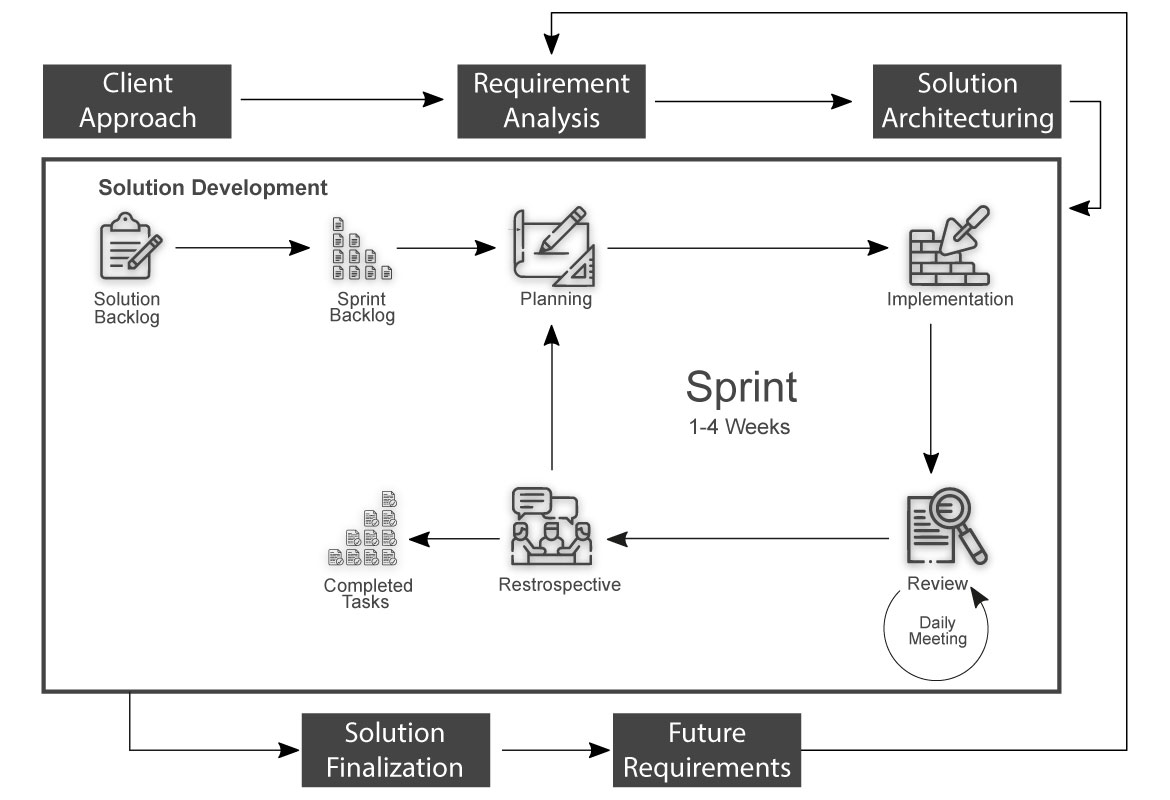 Client
Approach
Requirement
Analysis
Solution
Architecturing
Solution Development
Solution
Backlog
Sprint
Backlog
Planning
Implementation
Sprint
1-4 Weeks
Completed
Tasks
Restrospective
Review
Daily
Meeting
Solution
Finalization
Future
Requirements